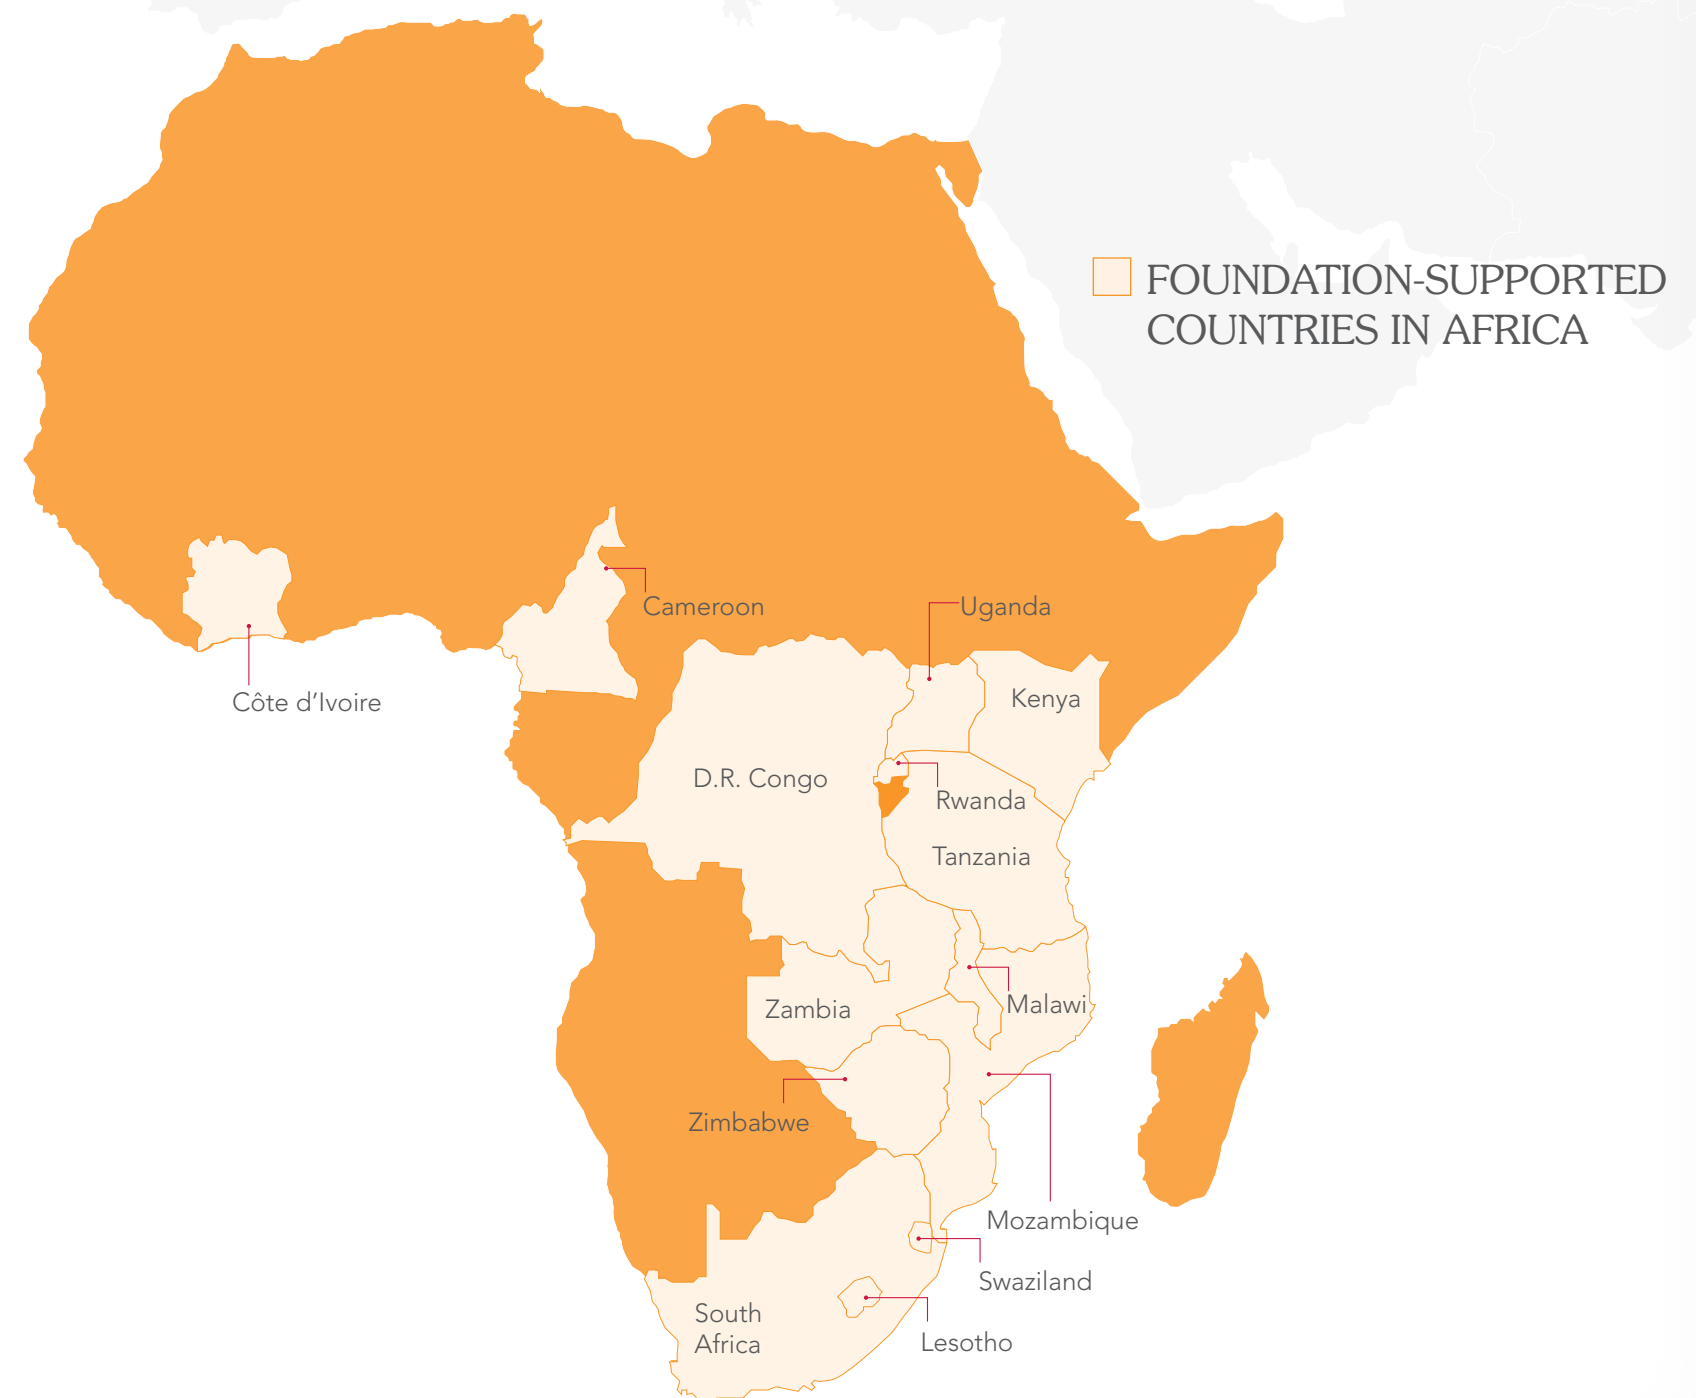 FOUNDATION-SUPPORTED
COUNTRIES IN AFRICA
Cameroon
Uganda
Côte d’Ivoire
Kenya
D.R. Congo
Rwanda
Tanzania
Zambia
Malawi
Zimbabwe
Mozambique
Swaziland
South
Africa
Lesotho